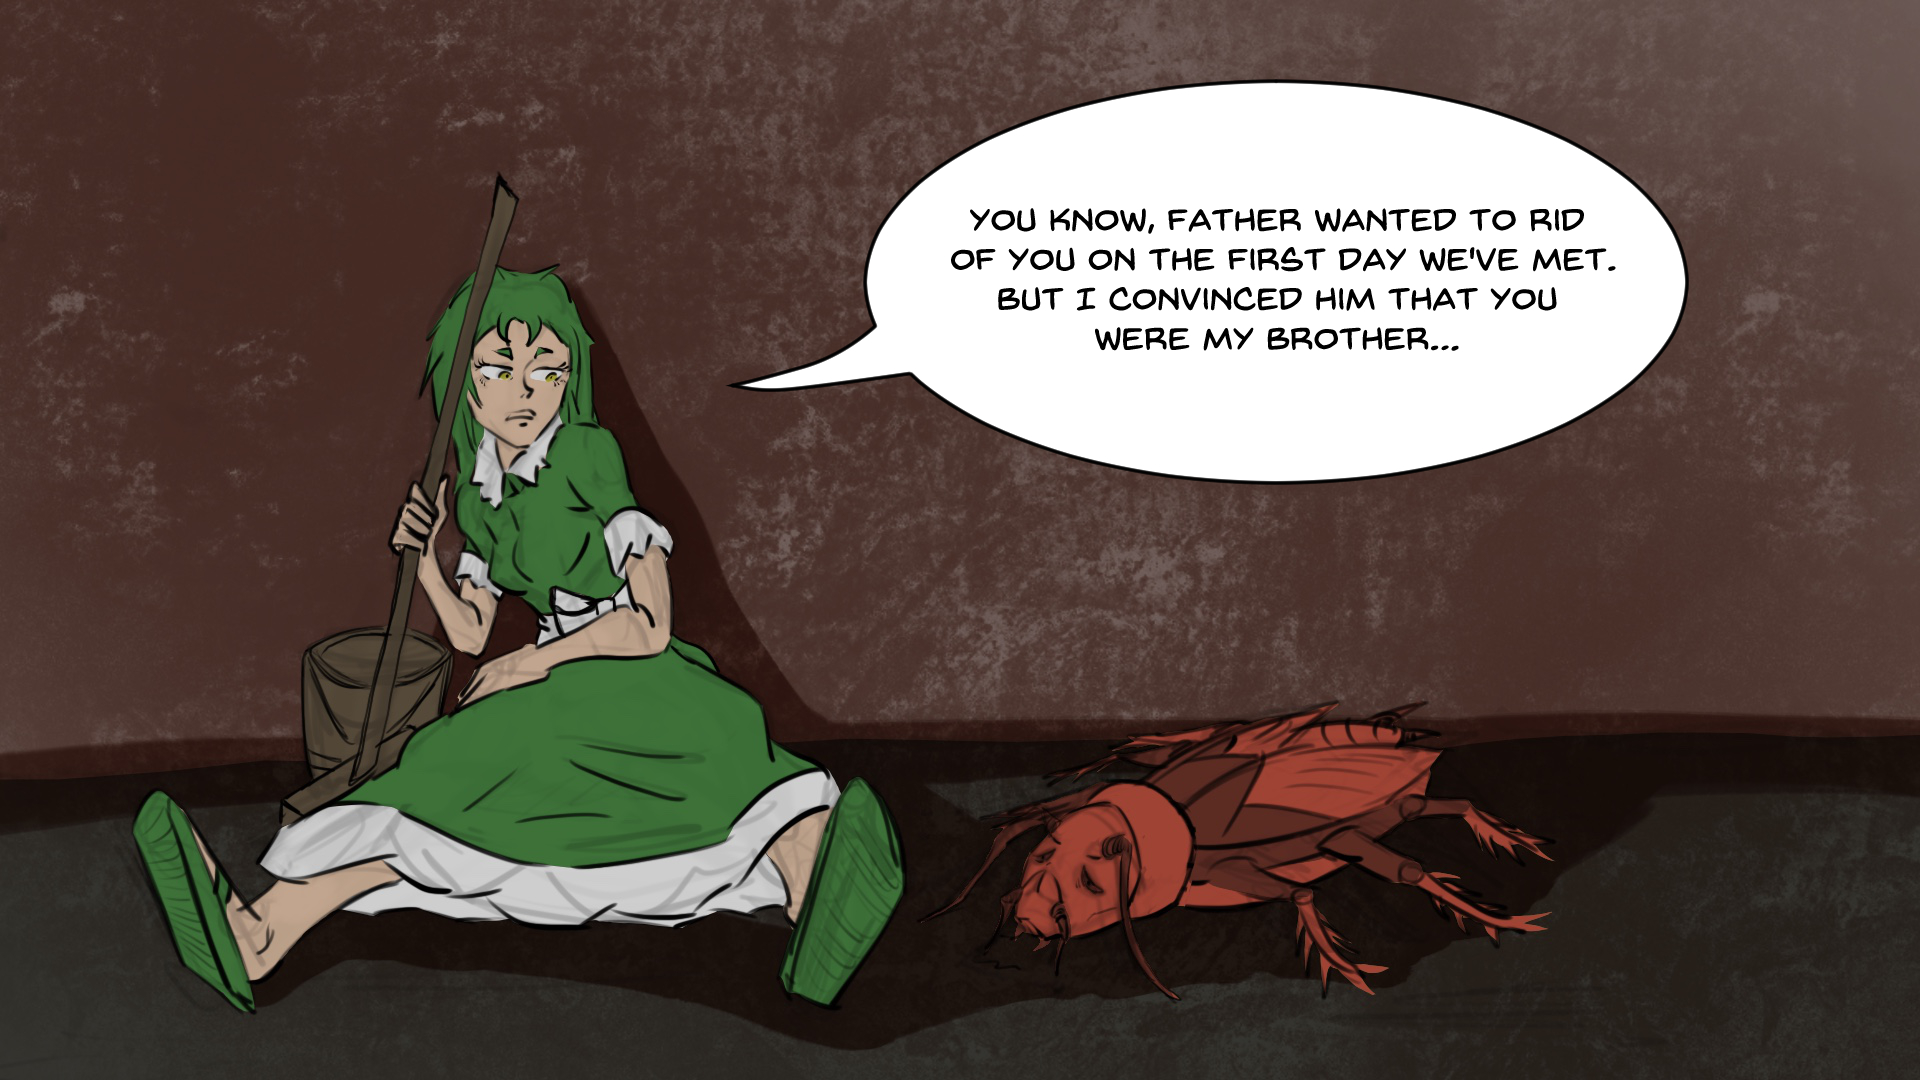 YOU KNOW, FATHER WANTED TO RID
OF YOU ON THE FIRST DAY WE'VE MET.
BUT I CONVINCED HIM THAT YOU
WERE MY BROTHER...